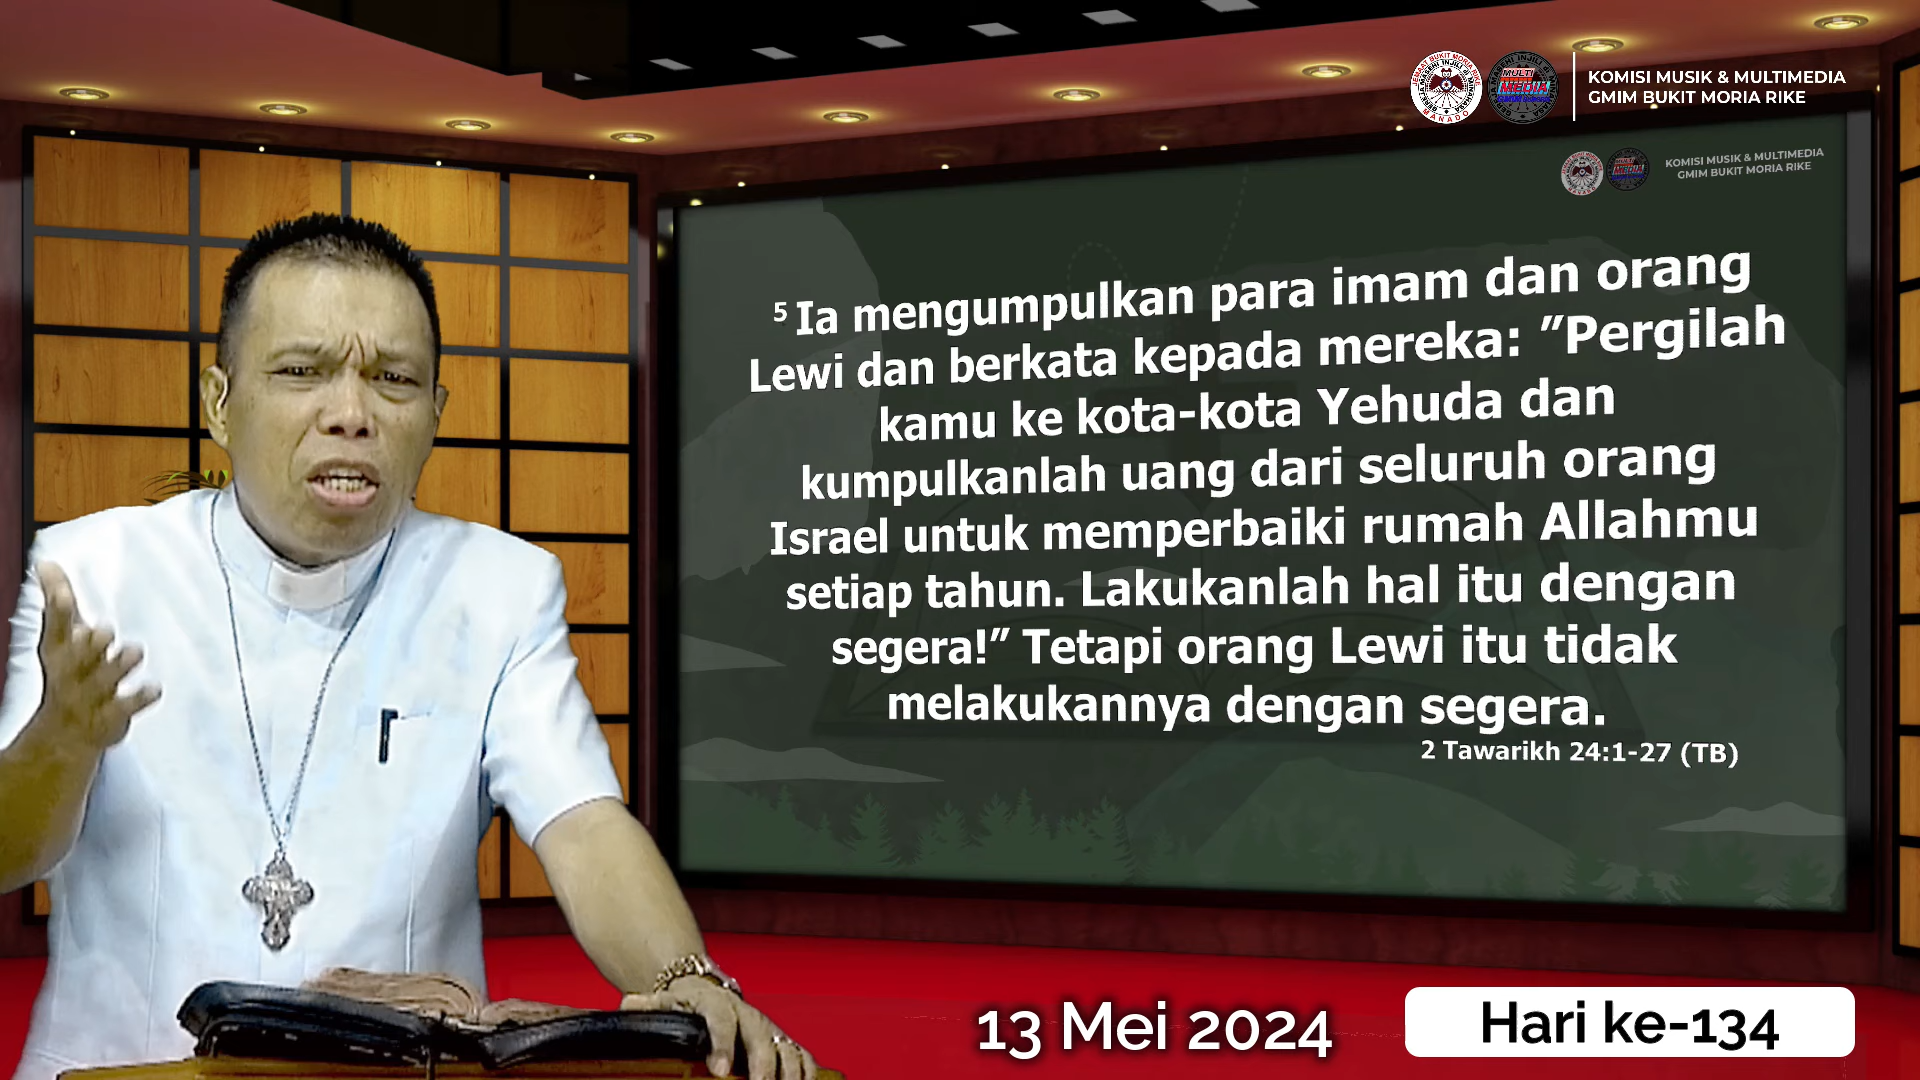 KOMISI MUSIK & MULTIMEDIA
GMIM BUKIT MORIA RIKE
MULTI
MEDIA
MANADO
KOMISI MUSIK & MULTIMEDIA
GMIM BUKIT MORIA RIKE
5 Ia mengumpulkan para imam dan orang
Lewi dan berkata kepada mereka: ”Pergilah
kamu ke kota-kota Yehuda dan
kumpulkanlah uang dari seluruh orang
Israel untuk memperbaiki rumah Allahmu
setiap tahun. Lakukanlah hal itu dengan
segera!” Tetapi orang Lewi itu tidak
melakukannya dengan segera.
2 Tawarikh 24:1-27 (TB)
13 Mei 2024
Hari ke-134